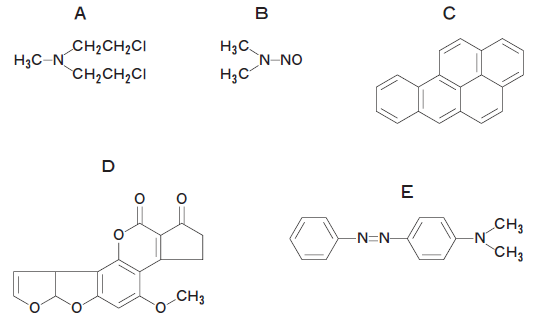 A B C
CH₂CH₂Cl
H₃C–N
CH₂CH₂Cl
H₃C
N–NO
H₃C
D
O O
O
O O
O CH₃
E
N=N
N
CH₃
CH₃